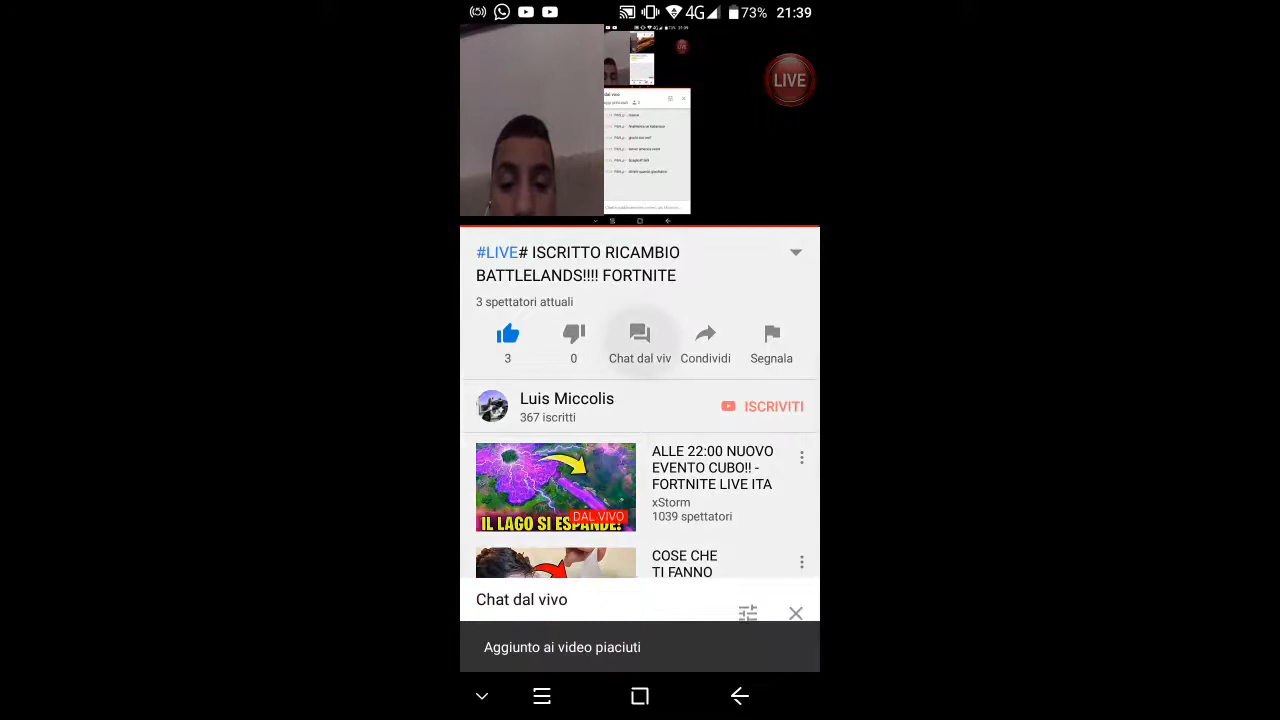 4G 73% 21:39
LIVE
LIVE
#LIVE# ISCRITTO RICAMBIO
BATTLELANDS!!!! FORTNITE
3 spettatori attuali
3 0 Chat dal viv Condividi Segnala
Luis Miccolis
367 iscritti
ISCRIVITI
ALLE 22:00 NUOVO
EVENTO CUBO!! -
FORTNITE LIVE ITA
xStorm
1039 spettatori
DAL VIVO
IL LAGO SI ESPANDE!
COSE CHE
TI FANNO
Chat dal vivo
Aggiunto ai video piaciuti